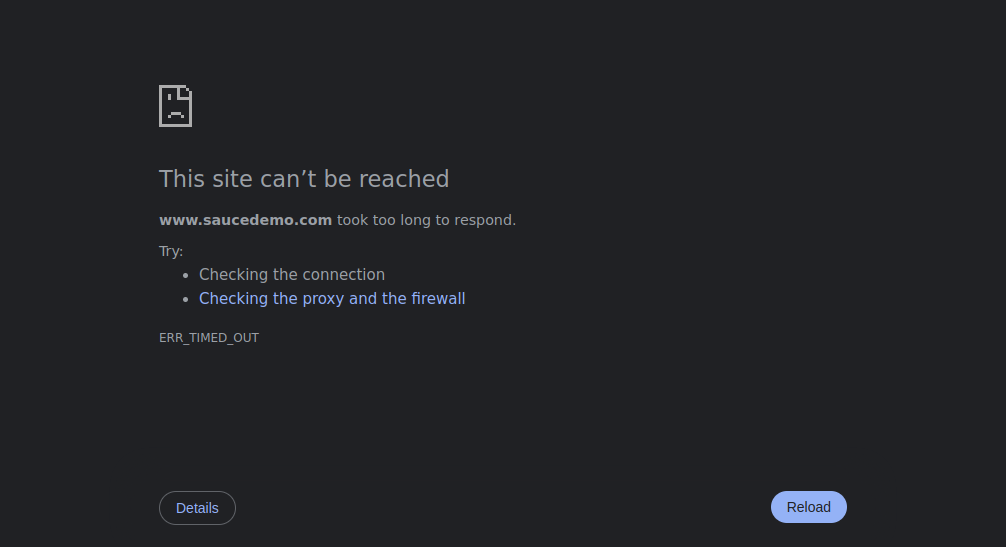 This site can’t be reached
www.saucedemo.com took too long to respond.
Try:
Checking the connection
Checking the proxy and the firewall
ERR_TIMED_OUT
Details
Reload